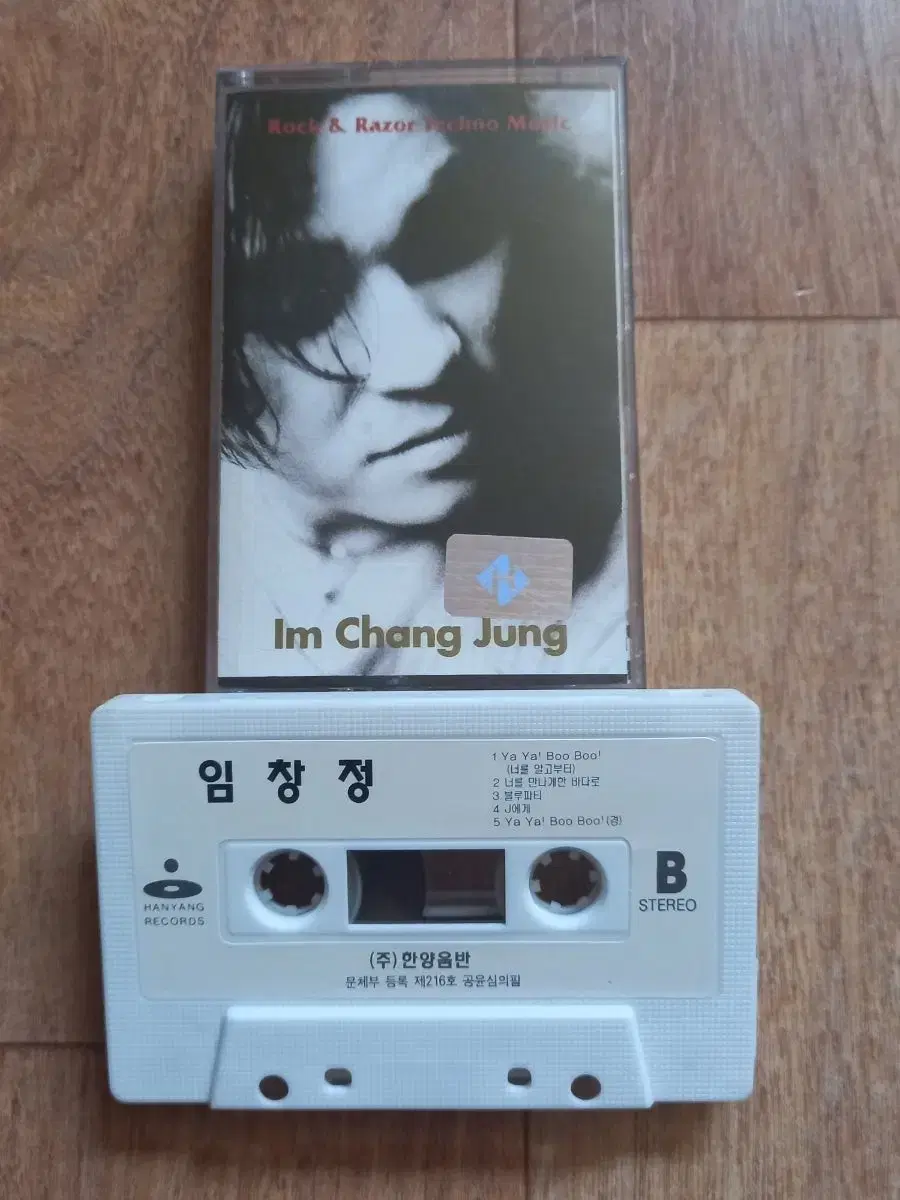 Rock & Razor Techno Music
Im Chang Jung
임창정
1 Ya Ya! Boo Boo!
(너를 알고부터)
2 너를 만나게한 바다로
3 블루파티
4 J에게
5 Ya Ya! Boo Boo!(경)
HANYANG
RECORDS
B
STEREO
(주)한양음반
문체부 등록 제216호 공윤심의필